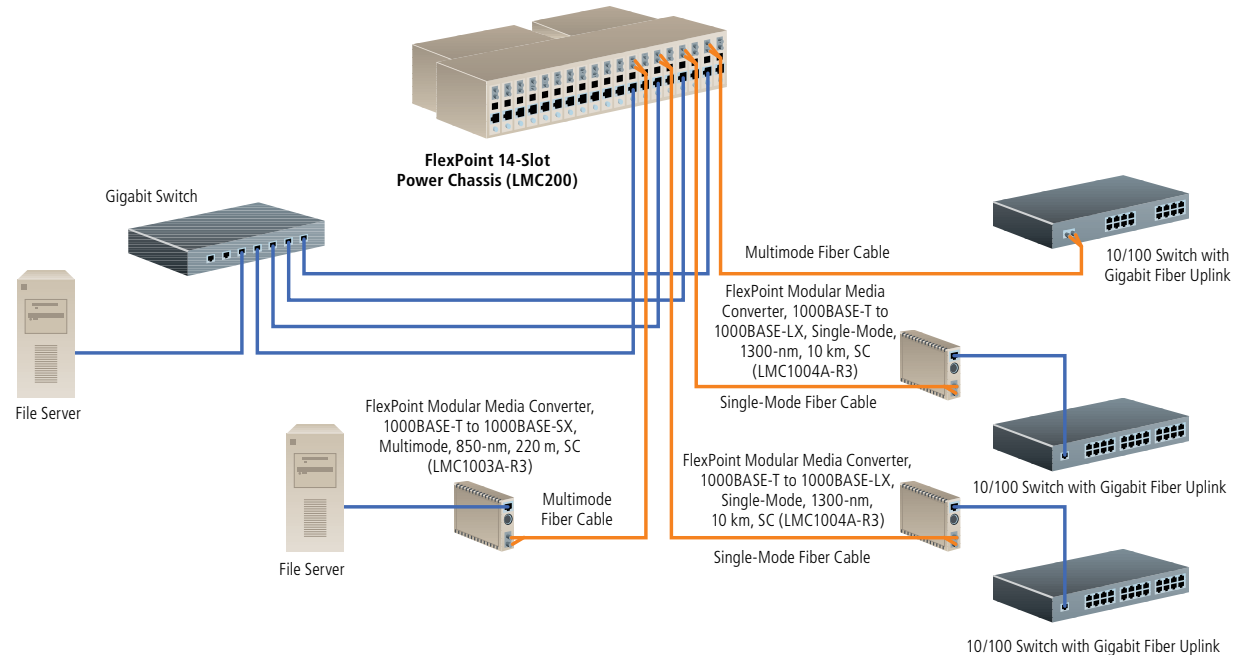 FlexPoint 14-Slot
Power Chassis (LMC200)
Gigabit Switch
File Server
Multimode Fiber Cable
10/100 Switch with
Gigabit Fiber Uplink
FlexPoint Modular Media
Converter, 1000BASE-T to
1000BASE-LX, Single-Mode,
1300-nm, 10 km, SC
(LMC1004A-R3)
Single-Mode Fiber Cable
10/100 Switch with Gigabit Fiber Uplink
FlexPoint Modular Media Converter,
1000BASE-T to 1000BASE-SX,
Multimode, 850-nm, 220 m, SC
(LMC1003A-R3)
Multimode
Fiber Cable
File Server
FlexPoint Modular Media Converter,
1000BASE-T to 1000BASE-LX,
Single-Mode, 1300-nm,
10 km, SC (LMC1004A-R3)
Single-Mode Fiber Cable
10/100 Switch with Gigabit Fiber Uplink